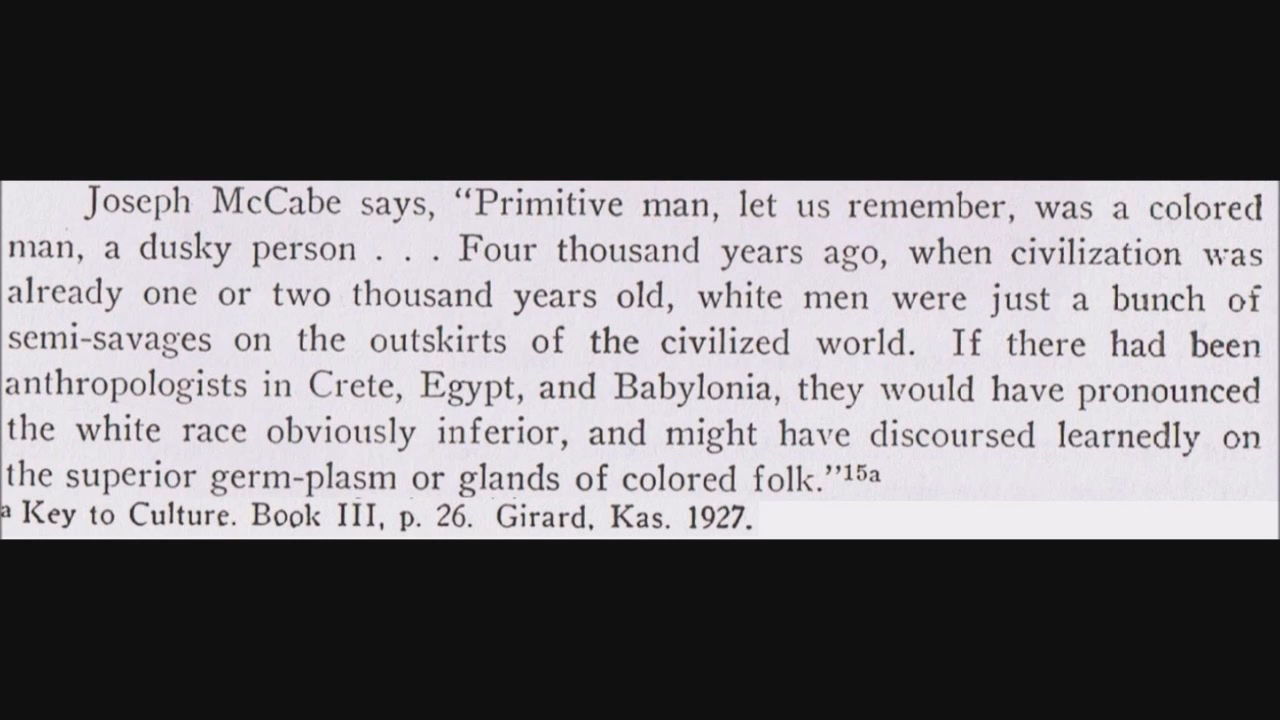 Joseph McCabe says, “Primitive man, let us remember, was a colored
man, a dusky person . . . Four thousand years ago, when civilization was
already one or two thousand years old, white men were just a bunch of
semi-savages on the outskirts of the civilized world. If there had been
anthropologists in Crete, Egypt, and Babylonia, they would have pronounced
the white race obviously inferior, and might have discoursed learnedly on
the superior germ-plasm or glands of colored folk.”15a
a Key to Culture. Book III, p. 26. Girard, Kas. 1927.